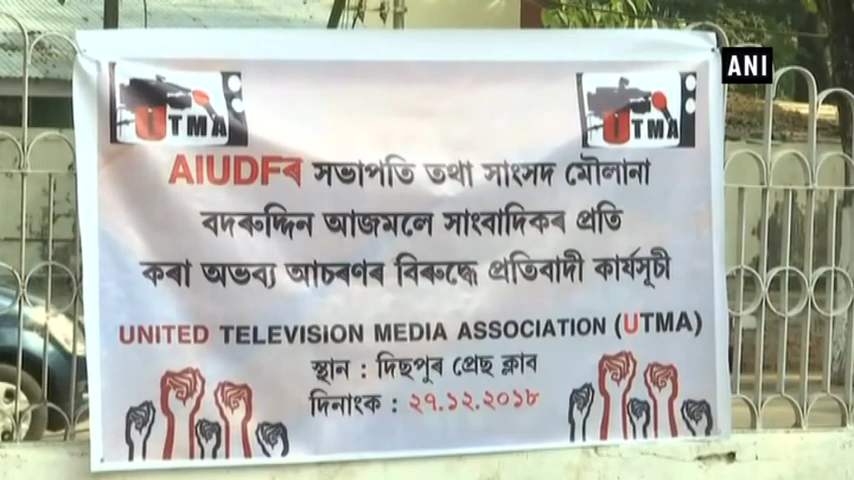 ANI
UTMA
UTMA
AIUDFৰ সভাপতি তথা সাংসদ মৌলানা
বদৰুদ্দিন আজমলে সাংবাদিকৰ প্ৰতি
কৰা অভব্য আচৰণৰ বিৰুদ্ধে প্ৰতিবাদী কাৰ্যসূচী
UNITED TELEVISION MEDIA ASSOCIATION (UTMA)
স্থান : দিছপুৰ প্ৰেছ ক্লাব
দিনাংক : ২৭.১২.২০১৮